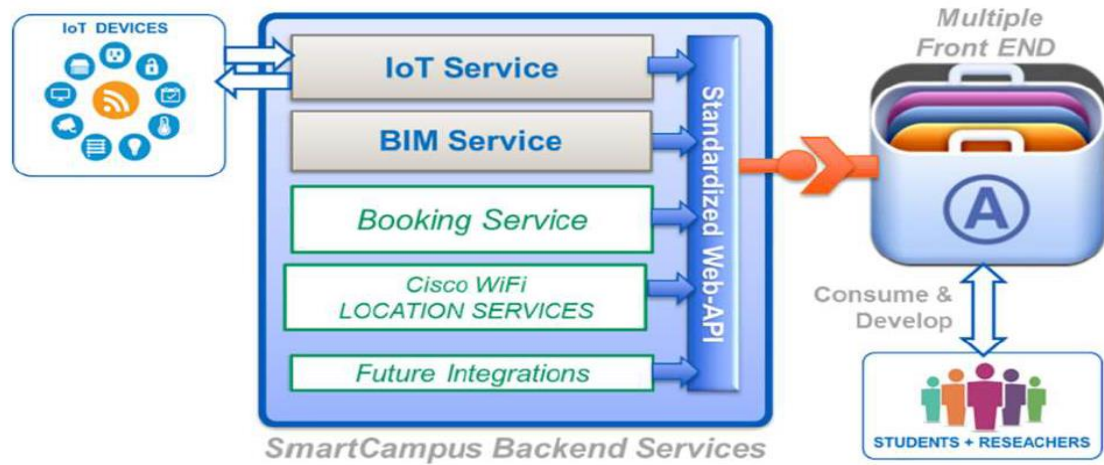 IoT DEVICES
IoT Service
BIM Service
Booking Service
Cisco WiFi
LOCATION SERVICES
Future Integrations
Standardized Web-API
SmartCampus Backend Services
Multiple
Front END
A
Consume &
Develop
STUDENTS + RESEACHERS